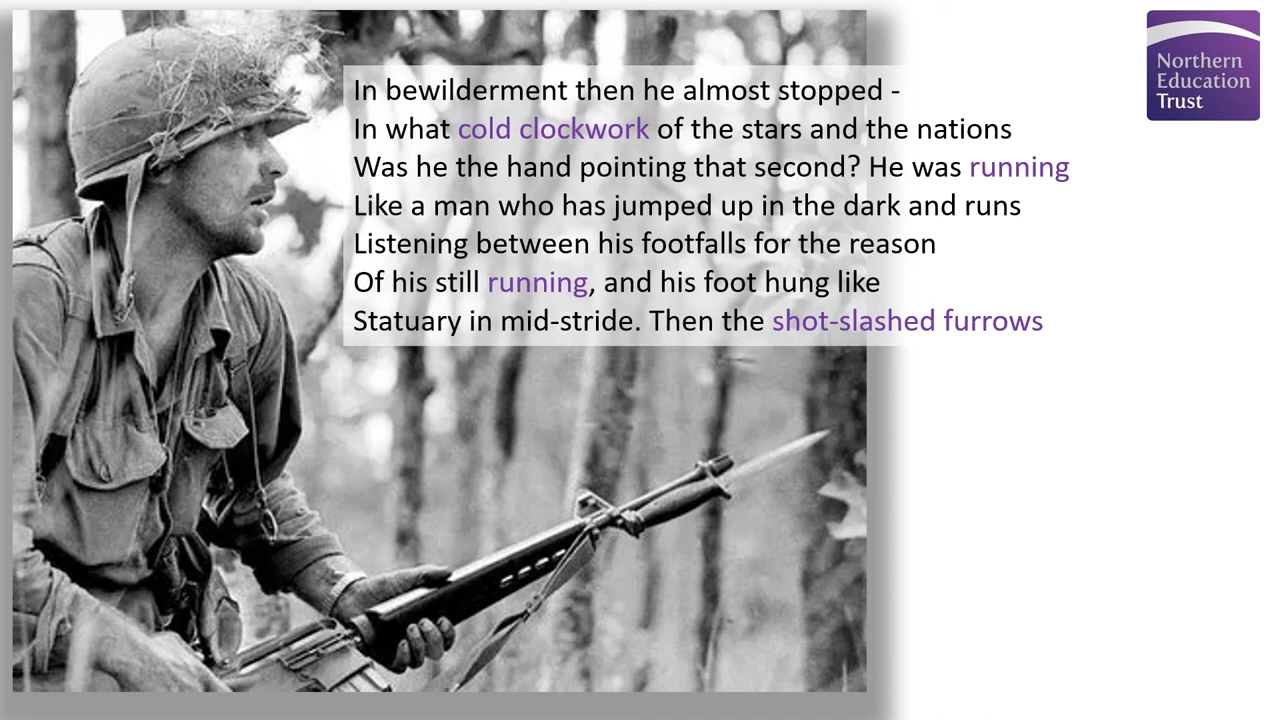 In bewilderment then he almost stopped -
In what cold clockwork of the stars and the nations
Was he the hand pointing that second? He was running
Like a man who has jumped up in the dark and runs
Listening between his footfalls for the reason
Of his still running, and his foot hung like
Statuary in mid-stride. Then the shot-slashed furrows
Northern
Education
Trust